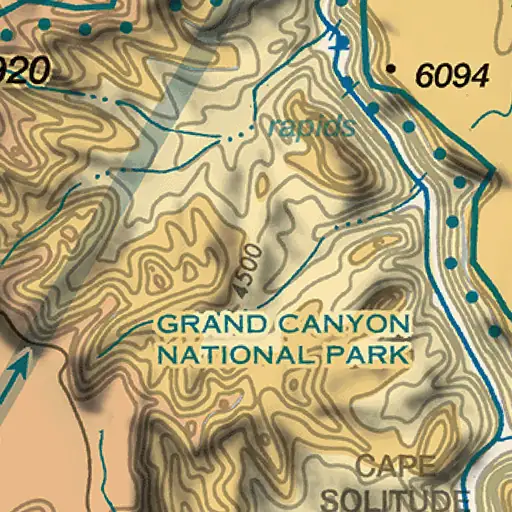 920
6094
rapids
4500
GRAND CANYON
NATIONAL PARK
CAPE
SOLITUDE